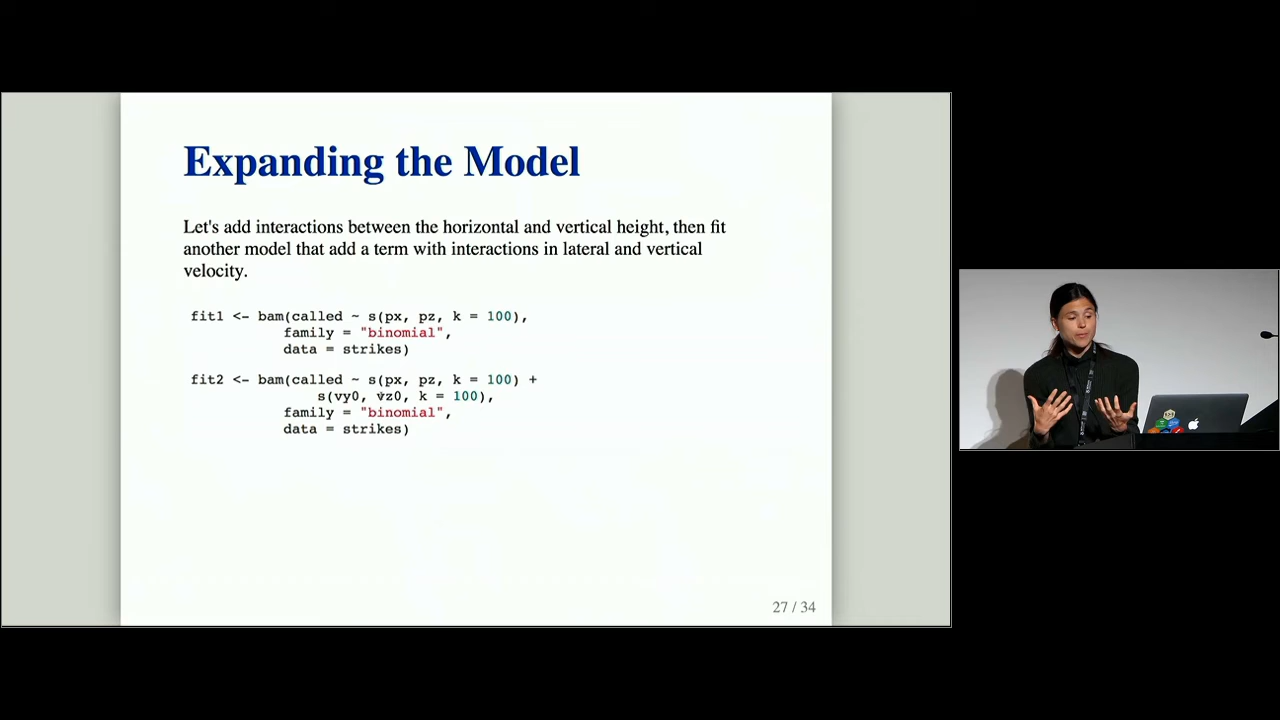 Expanding the Model
Let's add interactions between the horizontal and vertical height, then fit
another model that add a term with interactions in lateral and vertical
velocity.
fit1 <- bam(called ~ s(px, pz, k = 100),
family = "binomial",
data = strikes)
fit2 <- bam(called ~ s(px, pz, k = 100) +
s(vy0, vz0, k = 100),
family = "binomial",
data = strikes)
27 / 34